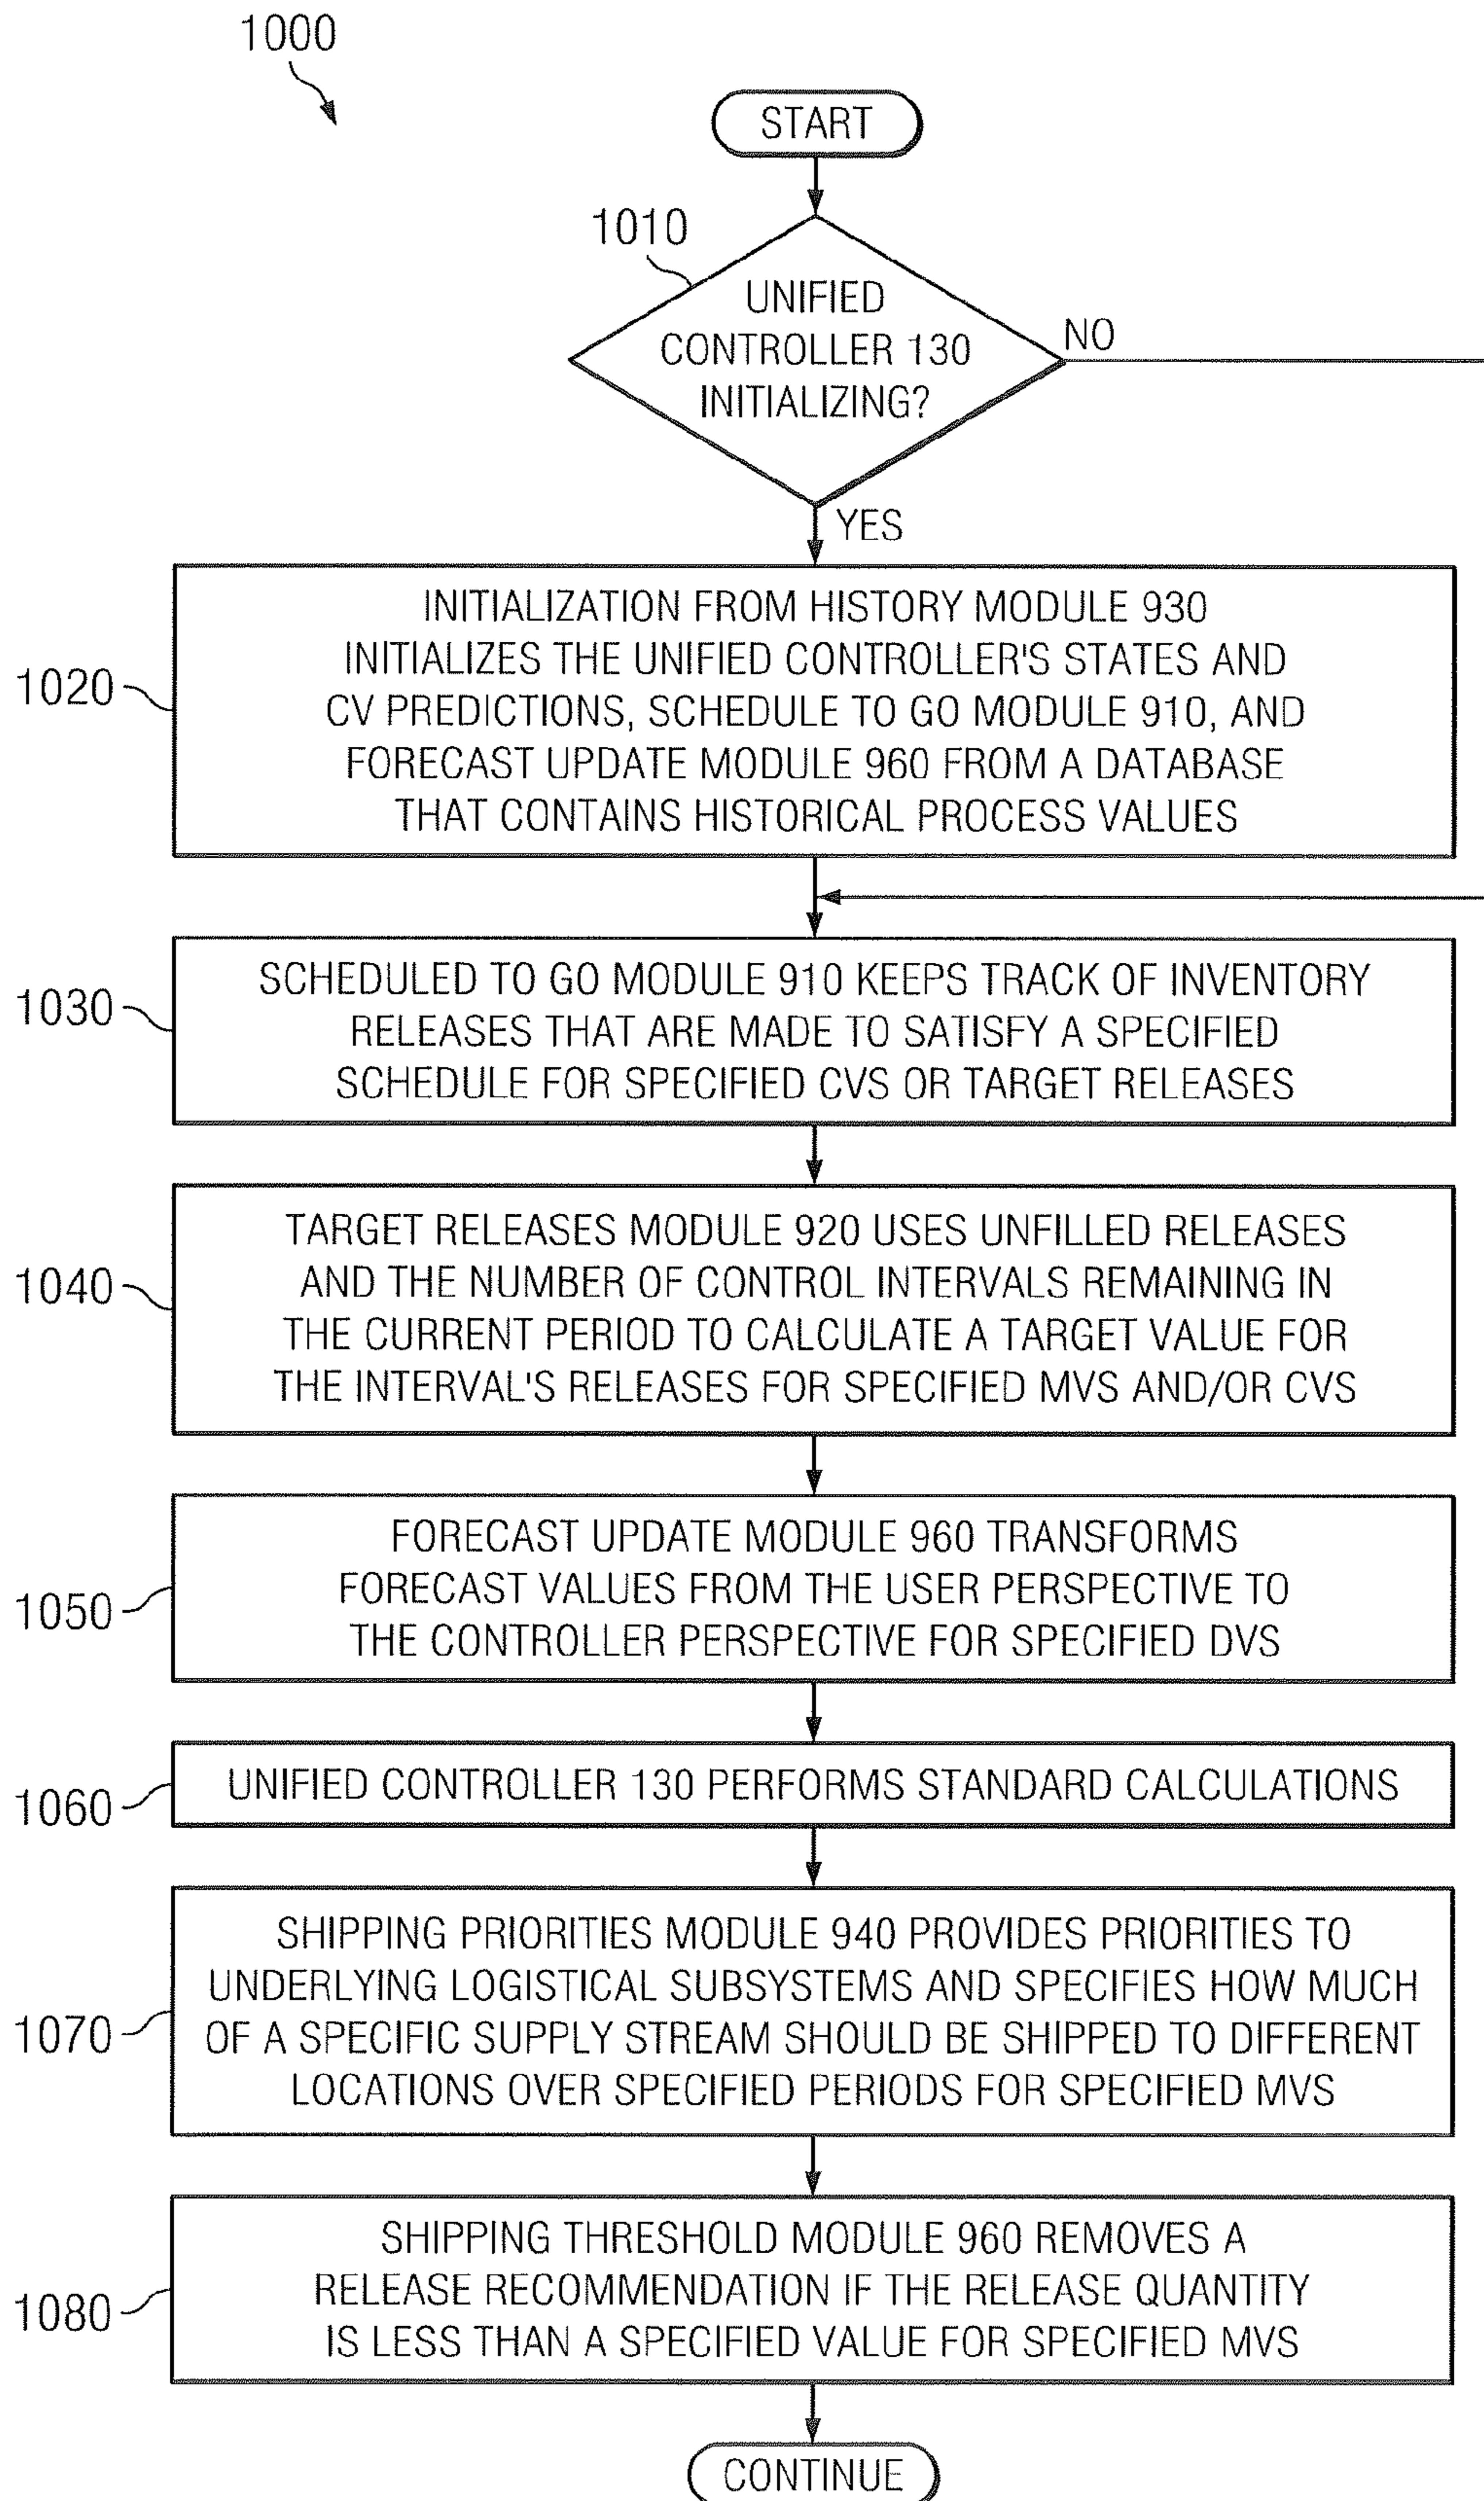 1000
START
1010
UNIFIED
CONTROLLER 130
INITIALIZING?
NO
YES
1020
INITIALIZATION FROM HISTORY MODULE 930
INITIALIZES THE UNIFIED CONTROLLER'S STATES AND
CV PREDICTIONS, SCHEDULE TO GO MODULE 910, AND
FORECAST UPDATE MODULE 960 FROM A DATABASE
THAT CONTAINS HISTORICAL PROCESS VALUES
1030
SCHEDULED TO GO MODULE 910 KEEPS TRACK OF INVENTORY
RELEASES THAT ARE MADE TO SATISFY A SPECIFIED
SCHEDULE FOR SPECIFIED CVS OR TARGET RELEASES
1040
TARGET RELEASES MODULE 920 USES UNFILLED RELEASES
AND THE NUMBER OF CONTROL INTERVALS REMAINING IN
THE CURRENT PERIOD TO CALCULATE A TARGET VALUE FOR
THE INTERVAL'S RELEASES FOR SPECIFIED MVS AND/OR CVS
1050
FORECAST UPDATE MODULE 960 TRANSFORMS
FORECAST VALUES FROM THE USER PERSPECTIVE TO
THE CONTROLLER PERSPECTIVE FOR SPECIFIED DVS
1060
UNIFIED CONTROLLER 130 PERFORMS STANDARD CALCULATIONS
1070
SHIPPING PRIORITIES MODULE 940 PROVIDES PRIORITIES TO
UNDERLYING LOGISTICAL SUBSYSTEMS AND SPECIFIES HOW MUCH
OF A SPECIFIC SUPPLY STREAM SHOULD BE SHIPPED TO DIFFERENT
LOCATIONS OVER SPECIFIED PERIODS FOR SPECIFIED MVS
1080
SHIPPING THRESHOLD MODULE 960 REMOVES A
RELEASE RECOMMENDATION IF THE RELEASE QUANTITY
IS LESS THAN A SPECIFIED VALUE FOR SPECIFIED MVS
CONTINUE